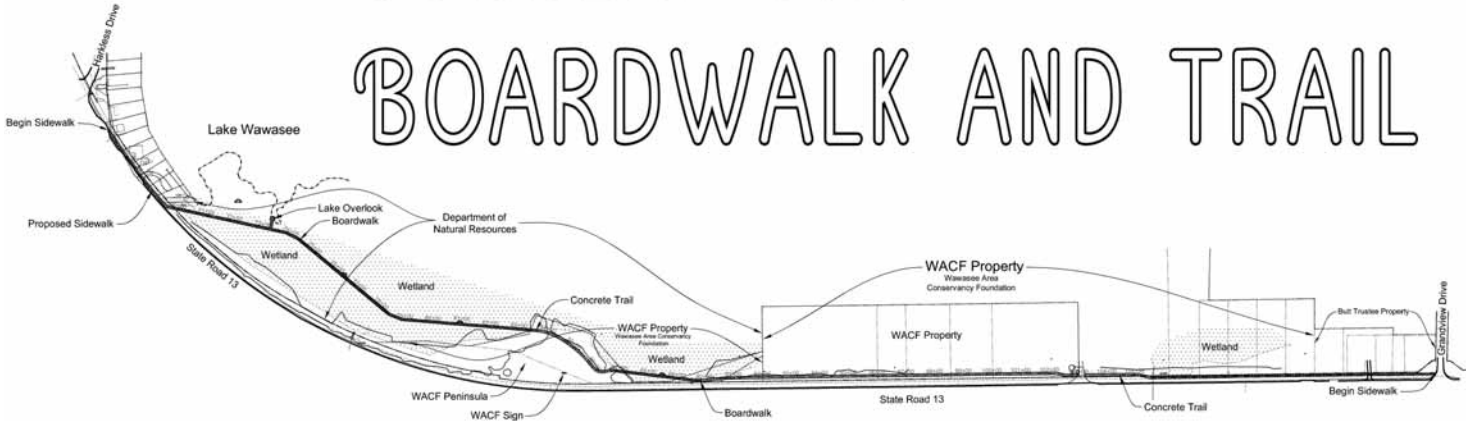 BOARDWALK AND TRAIL
Harkless Drive
Begin Sidewalk
Lake Wawasee
Proposed Sidewalk
State Road 13
Lake Overlook
Boardwalk
Department of
Natural Resources
Wetland
Wetland
Concrete Trail
WACF Property
Wawasee Area Conservancy
Foundation
Wetland
WACF Peninsula
WACF Sign
Boardwalk
WACF Property
Wawasee Area
Conservancy Foundation
WACF Property
State Road 13
Wetland
Concrete Trail
Butt Trustee Property
Grandview Drive
Begin Sidewalk